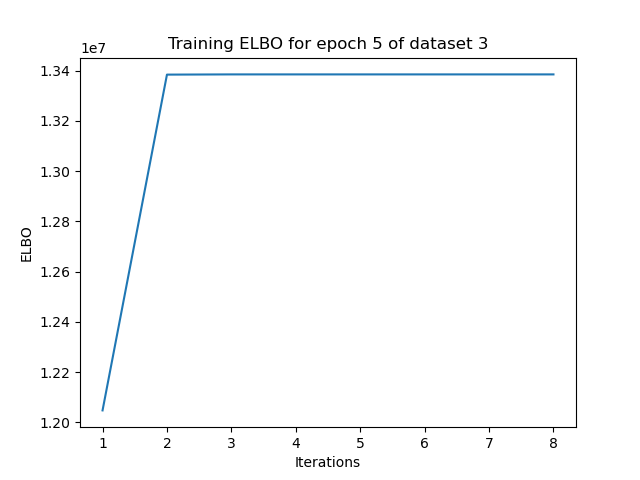 Training ELBO for epoch 5 of dataset 3
1e7
1.34
1.32
1.30
1.28
1.26
1.24
1.22
1.20
ELBO
1 2 3 4 5 6 7 8
Iterations